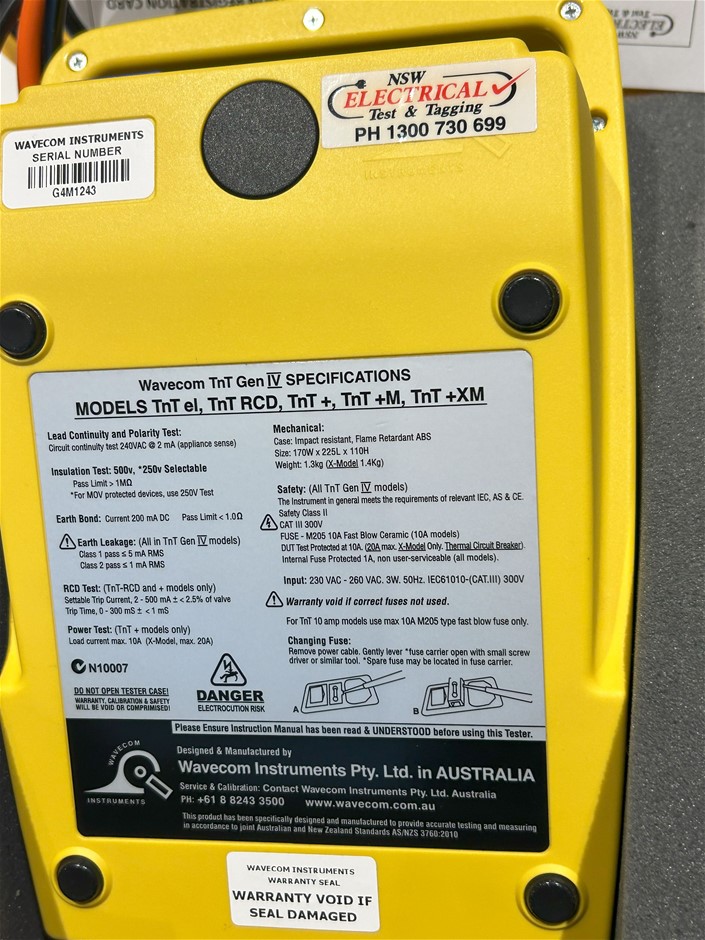 REGISTRATION CARD
NSW
ELECTRICAL
Test & Tagging
PH 1300 730 699
WAVECOM INSTRUMENTS
SERIAL NUMBER
G4M1243
INSTRUMENTS
Wavecom TnT Gen IV SPECIFICATIONS
MODELS TnT el, TnT RCD, TnT +, TnT +M, TnT +XM
Lead Continuity and Polarity Test:
Circuit continuity test 240VAC @ 2 mA (appliance sense)
Insulation Test: 500v, *250v Selectable
Pass Limit > 1MΩ
*For MOV protected devices, use 250V Test
Earth Bond: Current 200 mA DC Pass Limit < 1.0Ω
Earth Leakage: (All in TnT Gen IV models)
Class 1 pass ≤ 5 mA RMS
Class 2 pass ≤ 1 mA RMS
RCD Test: (TnT-RCD and + models only)
Settable Trip Current, 2 - 500 mA ± < 2.5% of valve
Trip Time, 0 - 300 mS ± < 1 mS
Power Test: (TnT + models only)
Load current max. 10A (X-Model, max. 20A)
N10007
DO NOT OPEN TESTER CASE!
WARRANTY, CALIBRATION & SAFETY
WILL BE VOID OR COMPRIMISED!
DANGER
ELECTROCUTION RISK
Mechanical:
Case: Impact resistant, Flame Retardant ABS
Size: 170W x 225L x 110H
Weight: 1.3kg (X-Model 1.4Kg)
Safety: (All TnT Gen IV models)
The Instrument in general meets the requirements of relevant IEC, AS & CE.
Safety Class II
CAT III 300V
FUSE - M205 10A Fast Blow Ceramic (10A models)
DUT Test Protected at 10A. (20A max. X-Model Only. Thermal Circuit Breaker).
Internal Fuse Protected 1A, non user-serviceable (all models).
Input: 230 VAC - 260 VAC. 3W. 50Hz. IEC61010-(CAT.III) 300V
Warranty void if correct fuses not used.
For TnT 10 amp models use max 10A M205 type fast blow fuse only.
Changing Fuse:
Remove power cable. Gently lever *fuse carrier open with small screw
driver or similar tool. *Spare fuse may be located in fuse carrier.
A B
Please Ensure Instruction Manual has been read & UNDERSTOOD before using this Tester.
WAVECOM
INSTRUMENTS
Designed & Manufactured by
Wavecom Instruments Pty. Ltd. in AUSTRALIA
Service & Calibration: Contact Wavecom Instruments Pty. Ltd. Australia
PH: +61 8 8243 3500 www.wavecom.com.au
This product has been specifically designed and manufactured to provide accurate testing and measuring
in accordance to joint Australian and New Zealand Standards AS/NZS 3760:2010
WAVECOM INSTRUMENTS
WARRANTY SEAL
WARRANTY VOID IF
SEAL DAMAGED